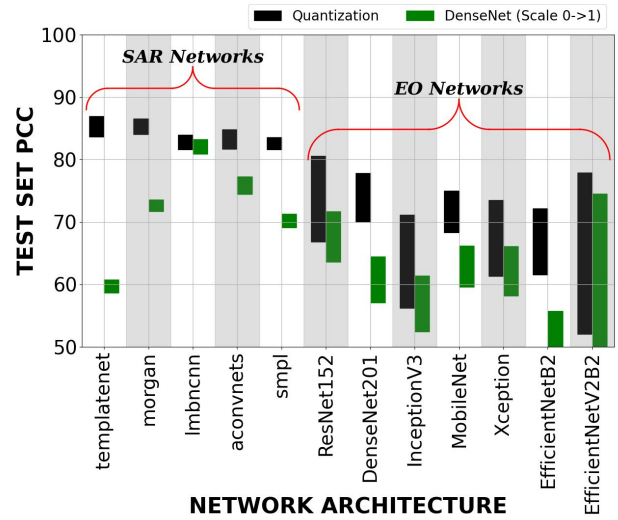 Quantization
DenseNet (Scale 0->1)
SAR Networks
EO Networks
100
90
80
70
60
50
TEST SET PCC
templatenet
morgan
lmbncnn
aconvnets
smpl
ResNet152
DenseNet201
InceptionV3
MobileNet
Xception
EfficientNetB2
EfficientNetV2B2
NETWORK ARCHITECTURE